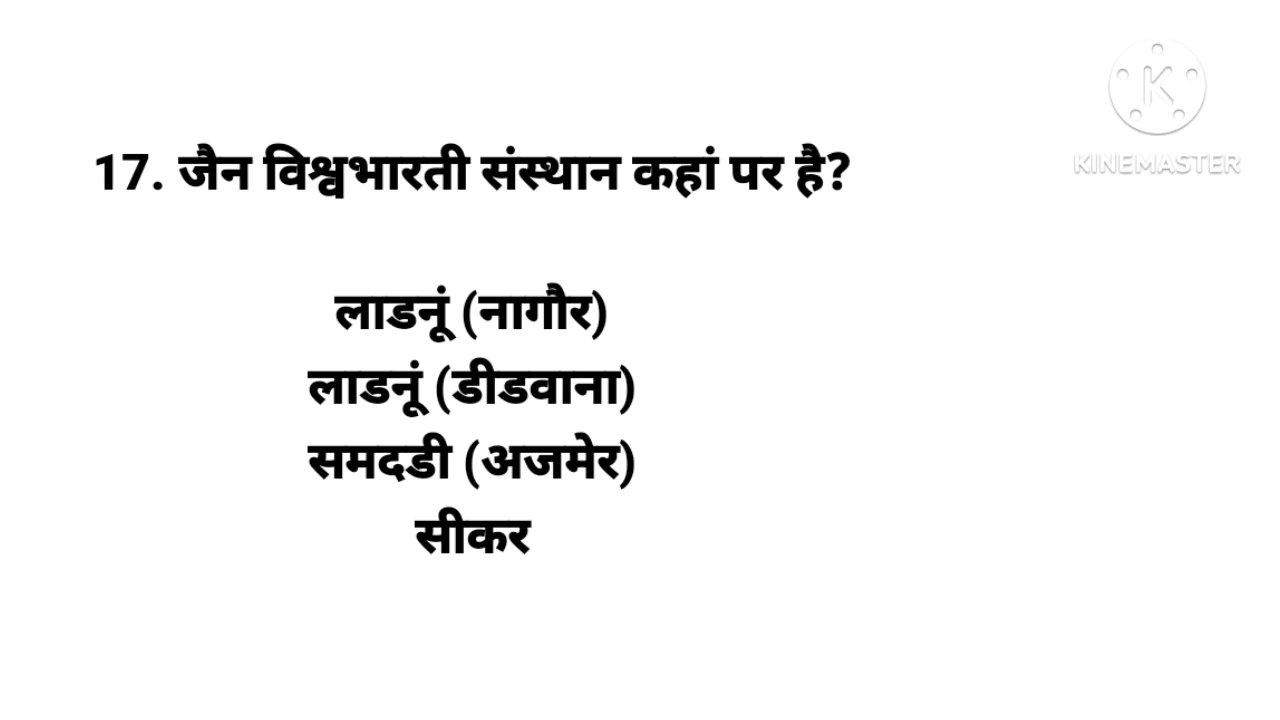 17. जैन विश्वभारती संस्थान कहां पर है?
लाडनूं (नागौर)
लाडनूं (डीडवाना)
समदडी (अजमेर)
सीकर
K
KINEMASTER